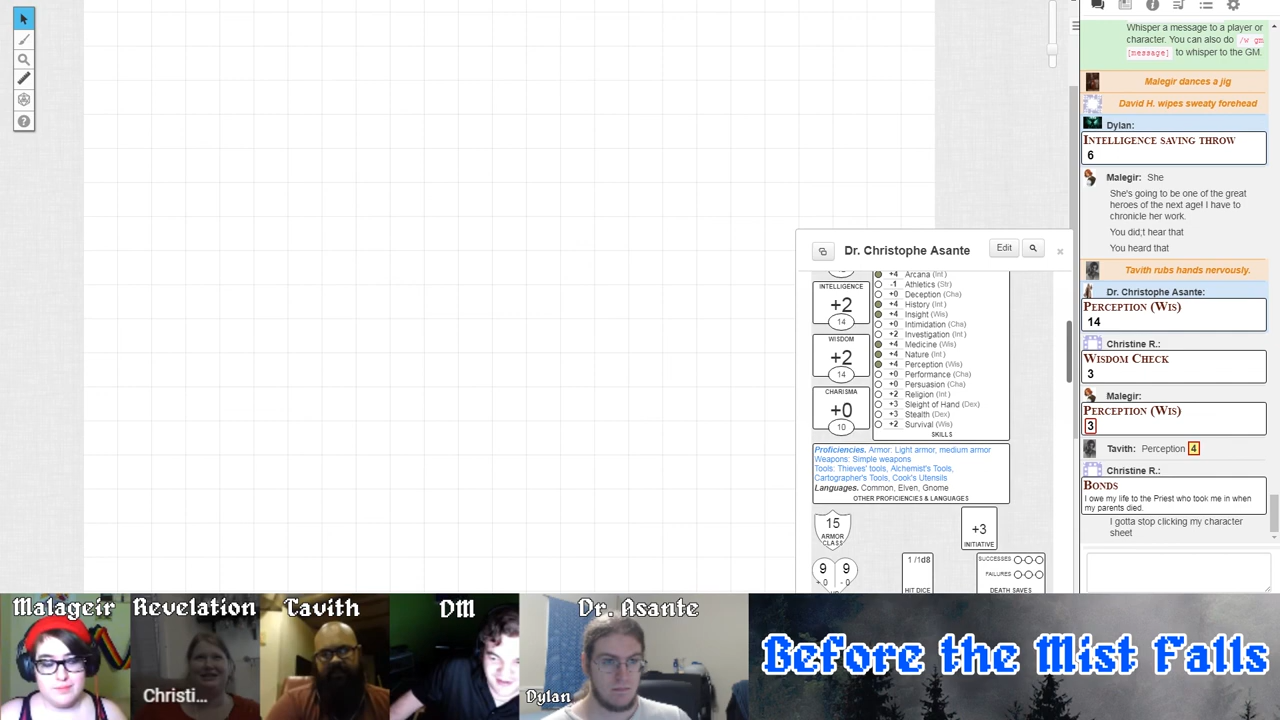 Whisper a message to a player or
character. You can also do /w gm
[message] to whisper to the GM.
Malegir dances a jig
David H. wipes sweaty forehead
Dylan:
INTELLIGENCE SAVING THROW
6
Malegir: She
She's going to be one of the great
heroes of the next age! I have to
chronicle her work.
You did;t hear that
You heard that
Tavith rubs hands nervously.
Dr. Christophe Asante:
PERCEPTION (WIS)
14
Christine R.:
WISDOM CHECK
3
Malegir:
PERCEPTION (WIS)
3
Tavith: Perception 4
Christine R.:
BONDS
I owe my life to the Priest who took me in when
my parents died.
I gotta stop clicking my character
sheet
Dr. Christophe Asante
Edit
INTELLIGENCE
+2
14
WISDOM
+2
14
CHARISMA
+0
10
+4 Arcana (Int)
-1 Athletics (Str)
+0 Deception (Cha)
+4 History (Int)
+4 Insight (Wis)
+0 Intimidation (Cha)
+2 Investigation (Int)
+4 Medicine (Wis)
+4 Nature (Int)
+4 Perception (Wis)
+0 Performance (Cha)
+0 Persuasion (Cha)
+2 Religion (Int)
+3 Sleight of Hand (Dex)
+3 Stealth (Dex)
+2 Survival (Wis)
SKILLS
Proficiencies. Armor: Light armor, medium armor
Weapons: Simple weapons
Tools: Thieves' tools, Alchemist's Tools,
Cartographer's Tools, Cook's Utensils
Languages. Common, Elven, Gnome
OTHER PROFICIENCIES & LANGUAGES
15
ARMOR
CLASS
+3
INITIATIVE
9 9
+0 -0
1 /1d8
HIT DICE
SUCCESSES
FAILURES
DEATH SAVES
Malageir
Revelation
Tavith
DM
Dr. Asante
Christi...
Dylan
Before the Mist Falls